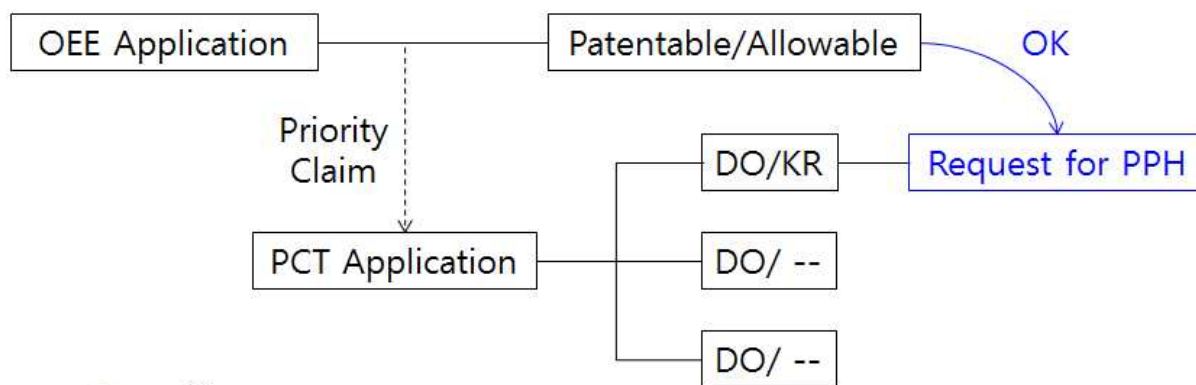 OEE Application
Patentable/Allowable
OK
Priority
Claim
DO/KR
Request for PPH
PCT Application
DO/ --
DO/ --